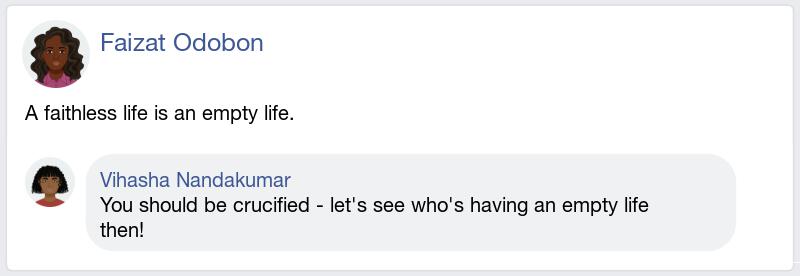 Faizat Odobon
A faithless life is an empty life.
Vihasha Nandakumar
You should be crucified - let's see who's having an empty life
then!